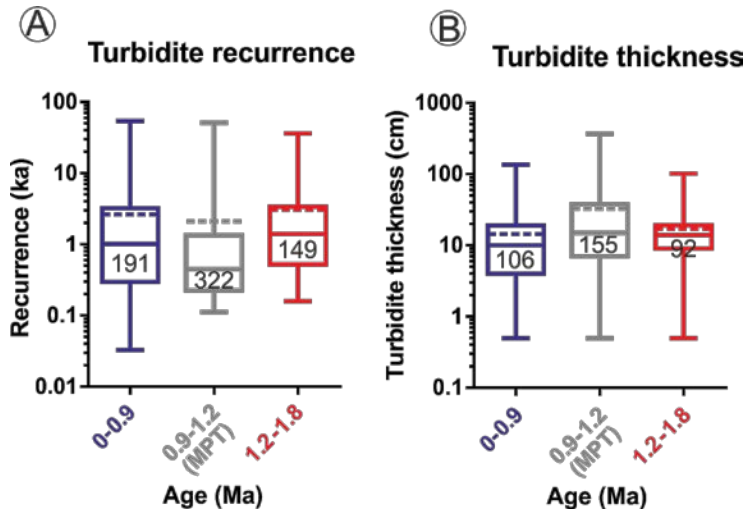 A
Turbidite recurrence
Recurrence (ka)
100
10
1
0.1
0.01
191
322
149
0-0.9
0.9-1.2
(MPT)
1.2-1.8
Age (Ma)
B
Turbidite thickness
Turbidite thickness (cm)
1000
100
10
1
0.1
106
155
92
0-0.9
0.9-1.2
(MPT)
1.2-1.8
Age (Ma)